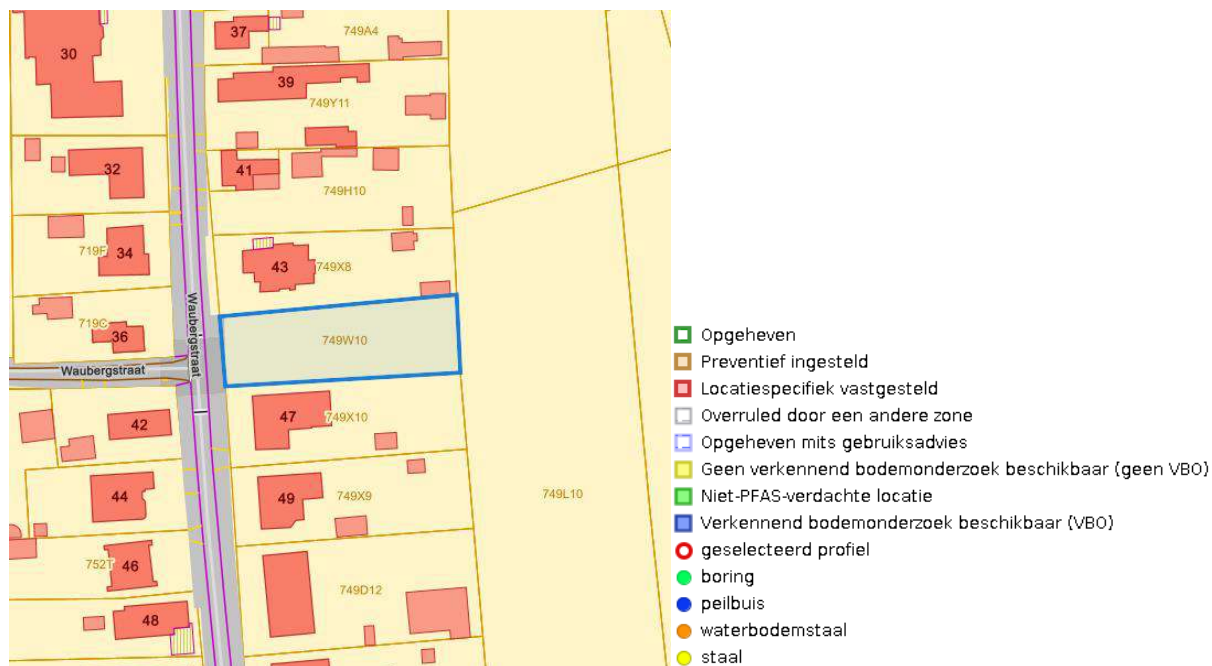 37
749A4
30
39
749Y11
32
41
749H10
719F
34
43
749X8
Waubergstraat
719C
36
749W10
Waubergstraat
42
47
749X10
44
49
749X9
749L10
752T
46
749D12
48
Opgeheven
Preventief ingesteld
Locatiespecifiek vastgesteld
Overruled door een andere zone
Opgeheven mits gebruiksadvies
Geen verkennend bodemonderzoek beschikbaar (geen VBO)
Niet-PFAS-verdachte locatie
Verkennend bodemonderzoek beschikbaar (VBO)
geselecteerd profiel
boring
peilbuis
waterbodemstaal
staal